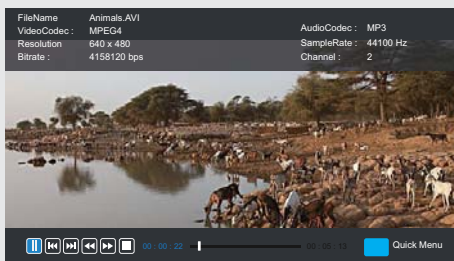 FileName Animals.AVI
VideoCodec : MPEG4
Resolution 640 x 480
Bitrate : 4158120 bps
AudioCodec : MP3
SampleRate : 44100 Hz
Channel : 2
00 : 00 : 22
Quick Menu